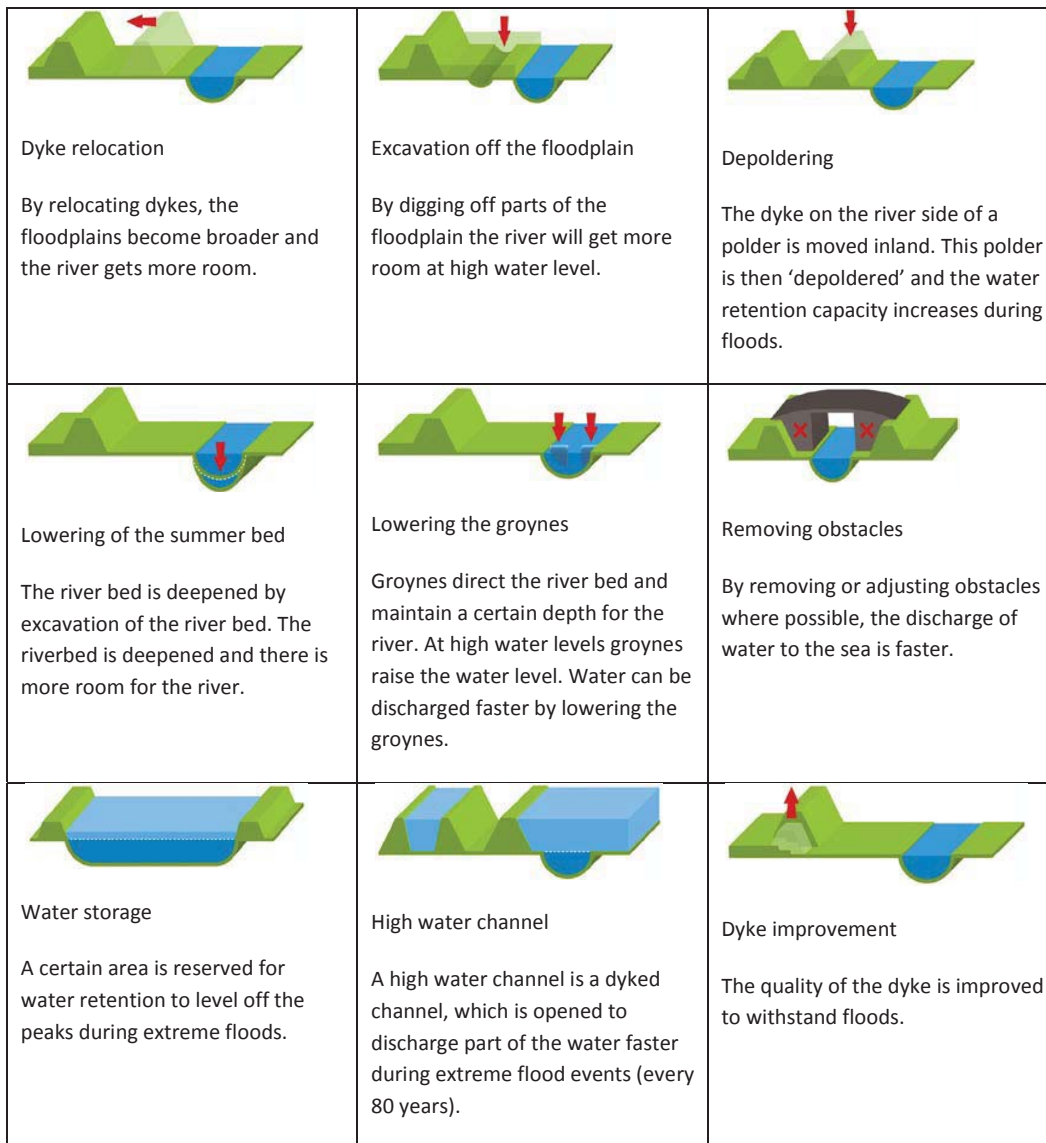 Dyke relocation
By relocating dykes, the
floodplains become broader and
the river gets more room.
Excavation off the floodplain
By digging off parts of the
floodplain the river will get more
room at high water level.
Depoldering
The dyke on the river side of a
polder is moved inland. This polder
is then ‘depoldered’ and the water
retention capacity increases during
floods.
Lowering of the summer bed
The river bed is deepened by
excavation of the river bed. The
riverbed is deepened and there is
more room for the river.
Lowering the groynes
Groynes direct the river bed and
maintain a certain depth for the
river. At high water levels groynes
raise the water level. Water can be
discharged faster by lowering the
groynes.
Removing obstacles
By removing or adjusting obstacles
where possible, the discharge of
water to the sea is faster.
Water storage
A certain area is reserved for
water retention to level off the
peaks during extreme floods.
High water channel
A high water channel is a dyked
channel, which is opened to
discharge part of the water faster
during extreme flood events (every
80 years).
Dyke improvement
The quality of the dyke is improved
to withstand floods.